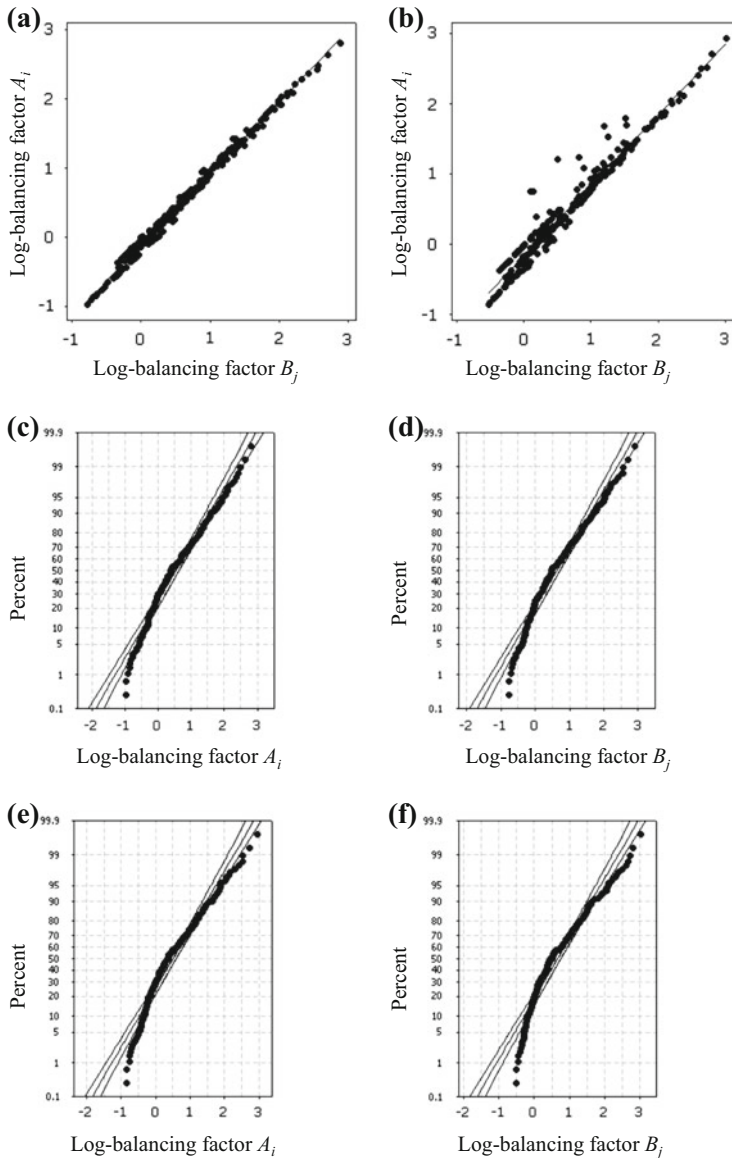 (a)
3
2
1
0
-1
-1 0 1 2 3
Log-balancing factor A_i
Log-balancing factor B_j
(b)
3
2
1
0
-1
-1 0 1 2 3
Log-balancing factor A_i
Log-balancing factor B_j
(c)
99.9
99
95
90
80
70
60
50
40
30
20
10
5
1
0.1
-2 -1 0 1 2 3
Percent
Log-balancing factor A_i
(d)
99.9
99
95
90
80
70
60
50
40
30
20
10
5
1
0.1
-2 -1 0 1 2 3
Percent
Log-balancing factor B_j
(e)
99.9
99
95
90
80
70
60
50
40
30
20
10
5
1
0.1
-2 -1 0 1 2 3
Percent
Log-balancing factor A_i
(f)
99.9
99
95
90
80
70
60
50
40
30
20
10
5
1
0.1
-2 -1 0 1 2 3
Percent
Log-balancing factor B_j